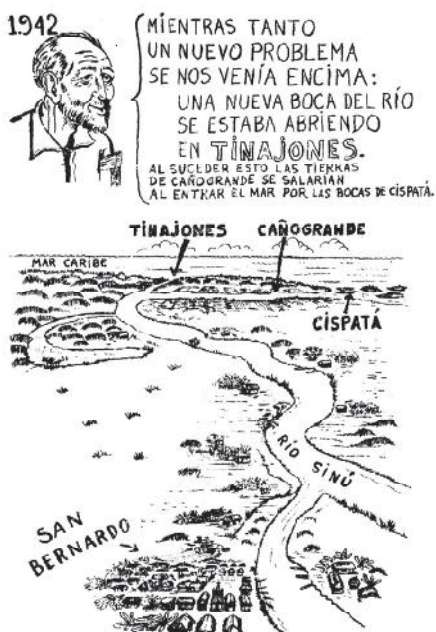 1942
MIENTRAS TANTO
UN NUEVO PROBLEMA
SE NOS VENÍA ENCIMA:
UNA NUEVA BOCA DEL RÍO
SE ESTABA ABRIENDO
EN TINAJONES.
AL SUCEDER ESTO LAS TIERRAS
DE CAÑOGRANDE SE SALARIAN
AL ENTRAR EL MAR POR LAS BOCAS DE CISPATÁ.
TINAJONES CAÑOGRANDE
MAR CARIBE
CISPATÁ
RÍO SINÚ
SAN
BERNARDO